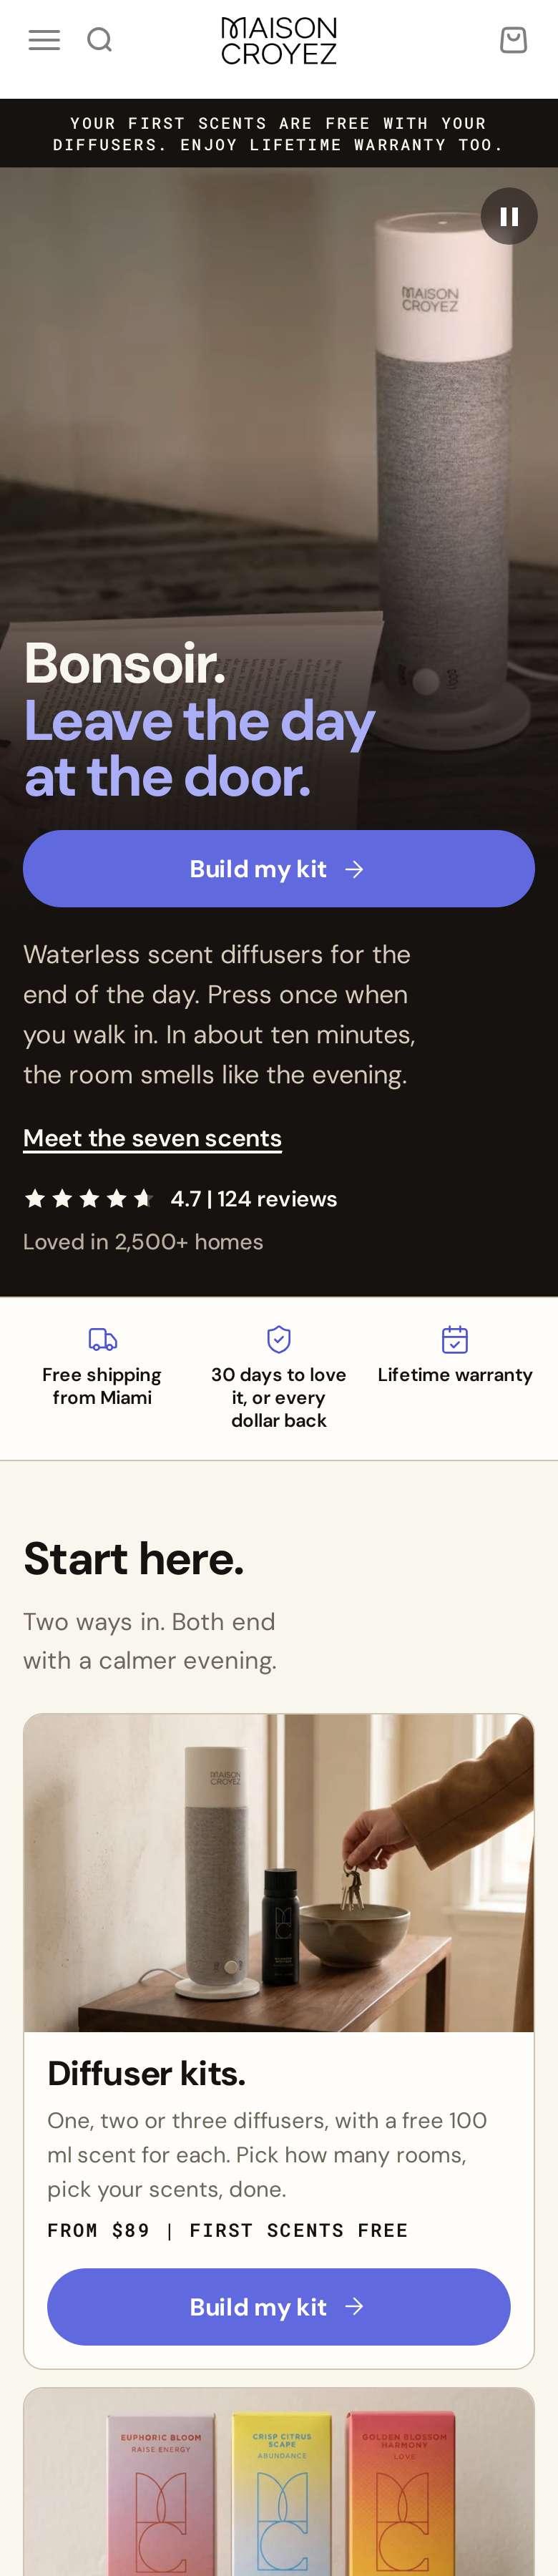 MAISON
CROYEZ
YOUR FIRST SCENTS ARE FREE WITH YOUR
DIFFUSERS. ENJOY LIFETIME WARRANTY TOO.
MAISON
CROYEZ
Bonsoir.
Leave the day
at the door.
Build my kit →
Waterless scent diffusers for the
end of the day. Press once when
you walk in. In about ten minutes,
the room smells like the evening.
Meet the seven scents
4.7 | 124 reviews
Loved in 2,500+ homes
Free shipping
from Miami
30 days to love
it, or every
dollar back
Lifetime warranty
Start here.
Two ways in. Both end
with a calmer evening.
MAISON
CROYEZ
Diffuser kits.
One, two or three diffusers, with a free 100
ml scent for each. Pick how many rooms,
pick your scents, done.
FROM $89 | FIRST SCENTS FREE
Build my kit →
EUPHORIC BLOOM
RAISE ENERGY
CRISP CITRUS
SCAPE
ABUNDANCE
GOLDEN BLOSSOM
HARMONY
LOVE